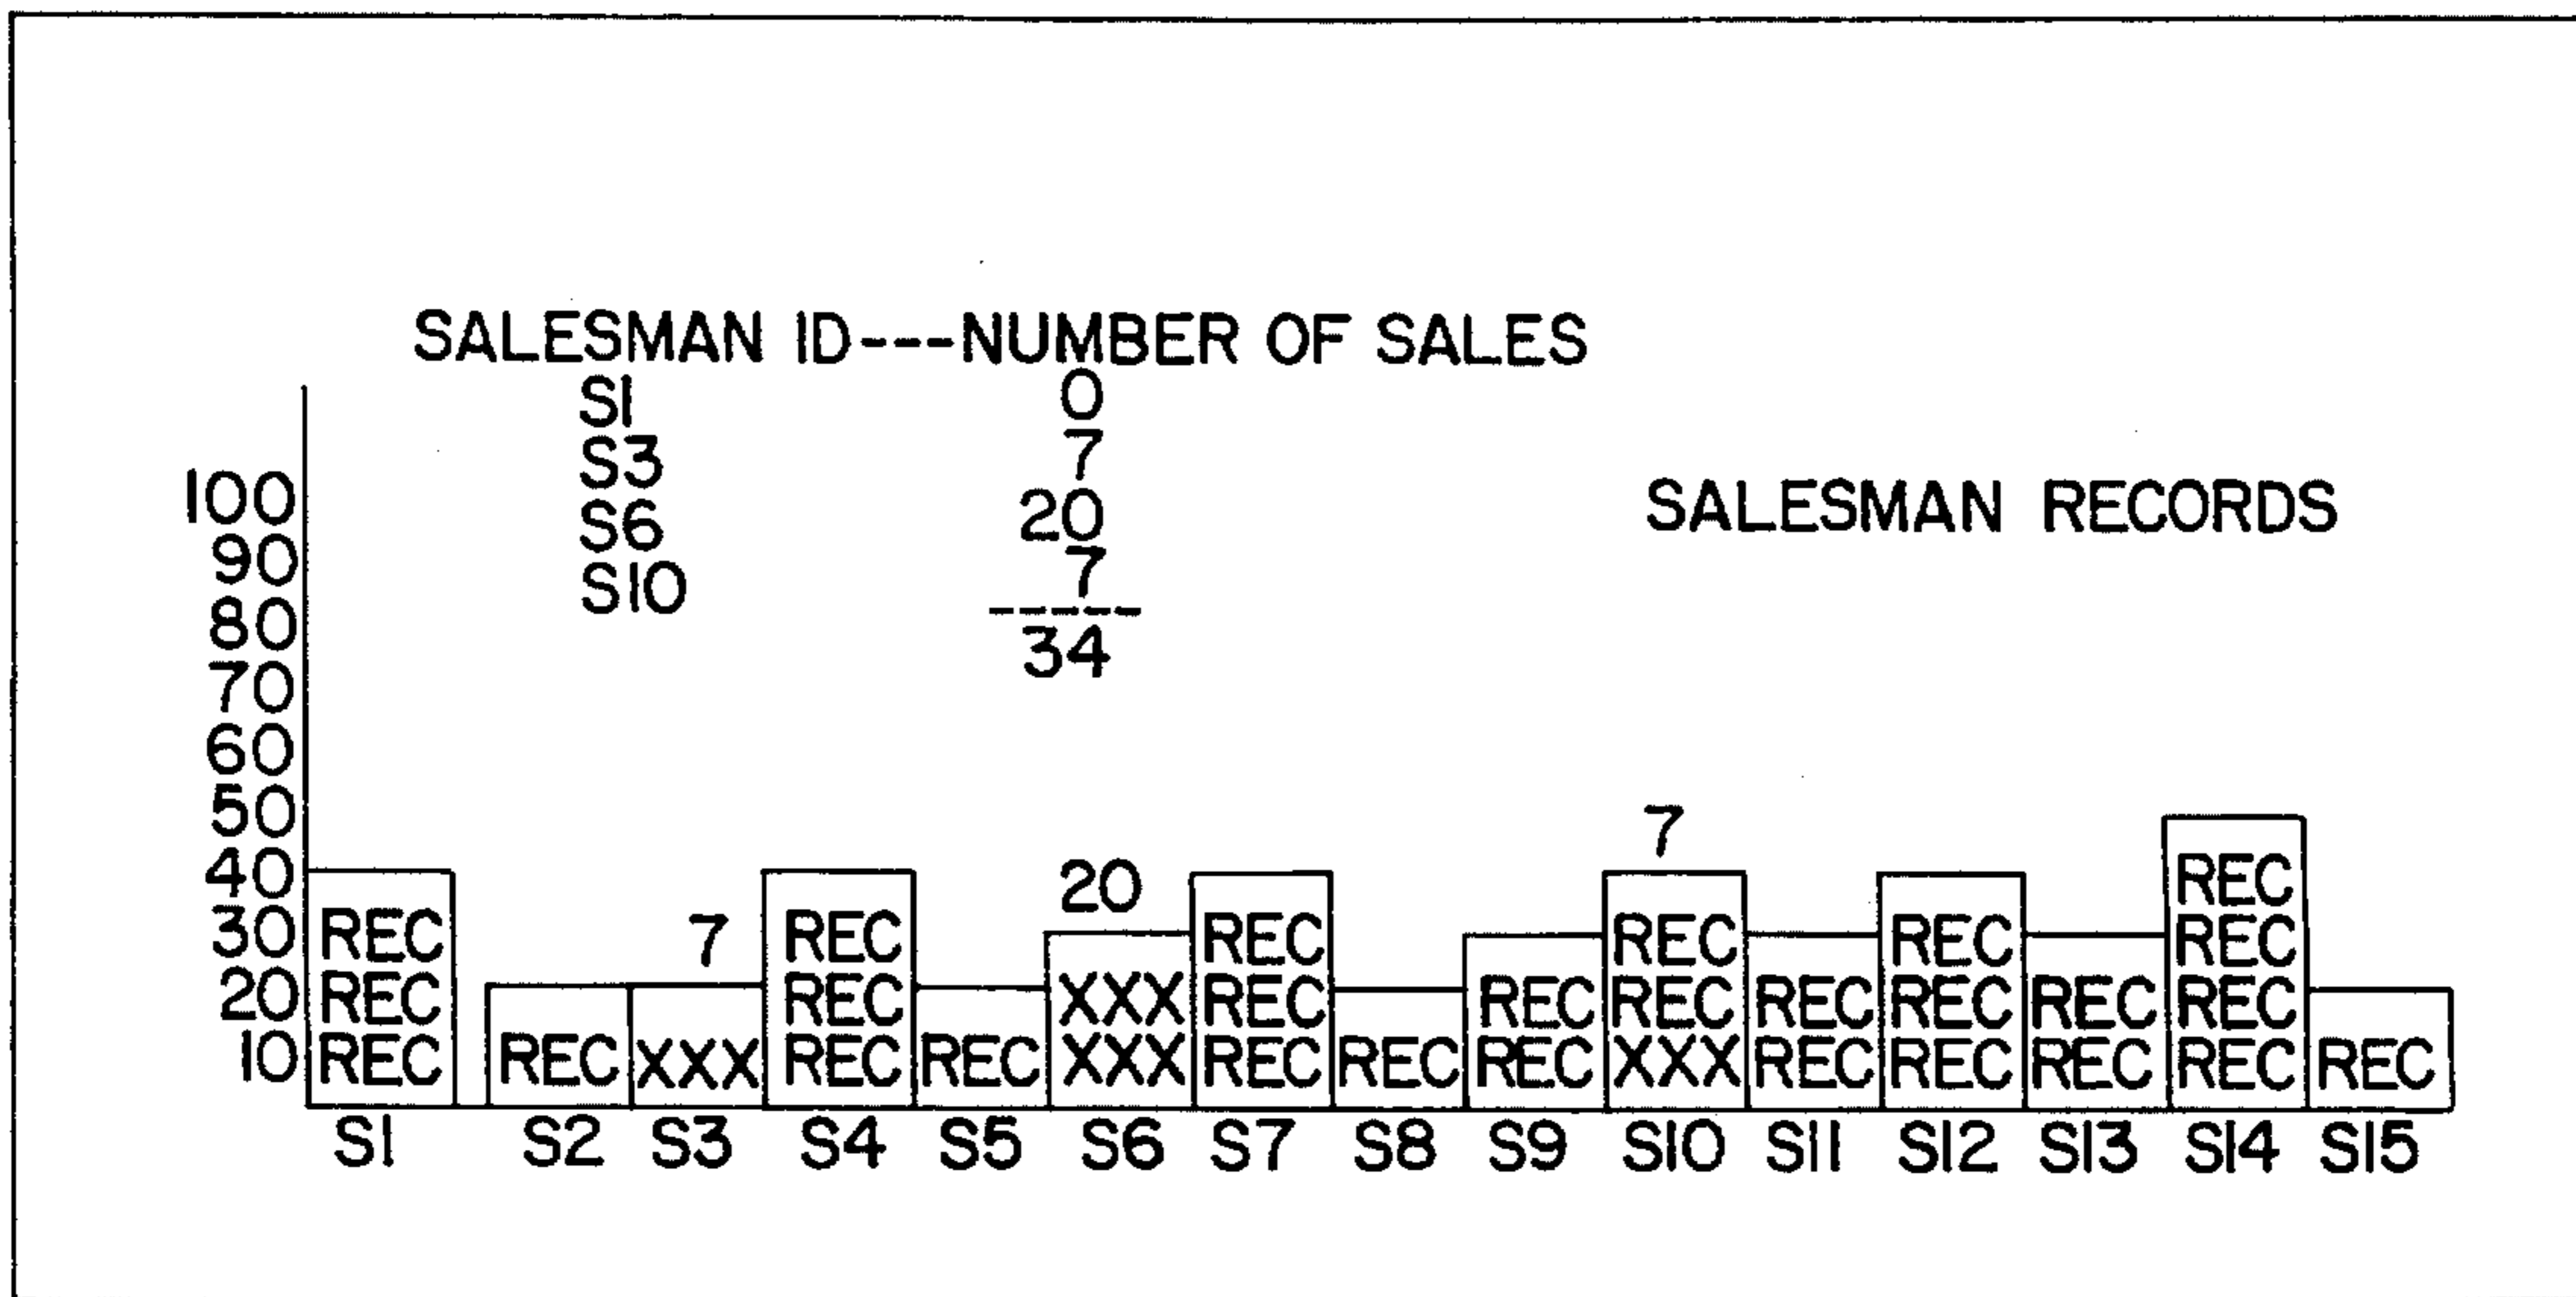 SALESMAN ID---NUMBER OF SALES
S1 0
S3 7
S6 20
S10 7
-----
34
SALESMAN RECORDS
100
90
80
70
60
50 7
40 20 REC
30 REC 7 REC REC REC REC REC
20 REC REC XXX REC REC REC REC REC REC REC
10 REC REC XXX REC REC XXX REC REC REC XXX REC REC REC REC REC
S1 S2 S3 S4 S5 S6 S7 S8 S9 S10 S11 S12 S13 S14 S15